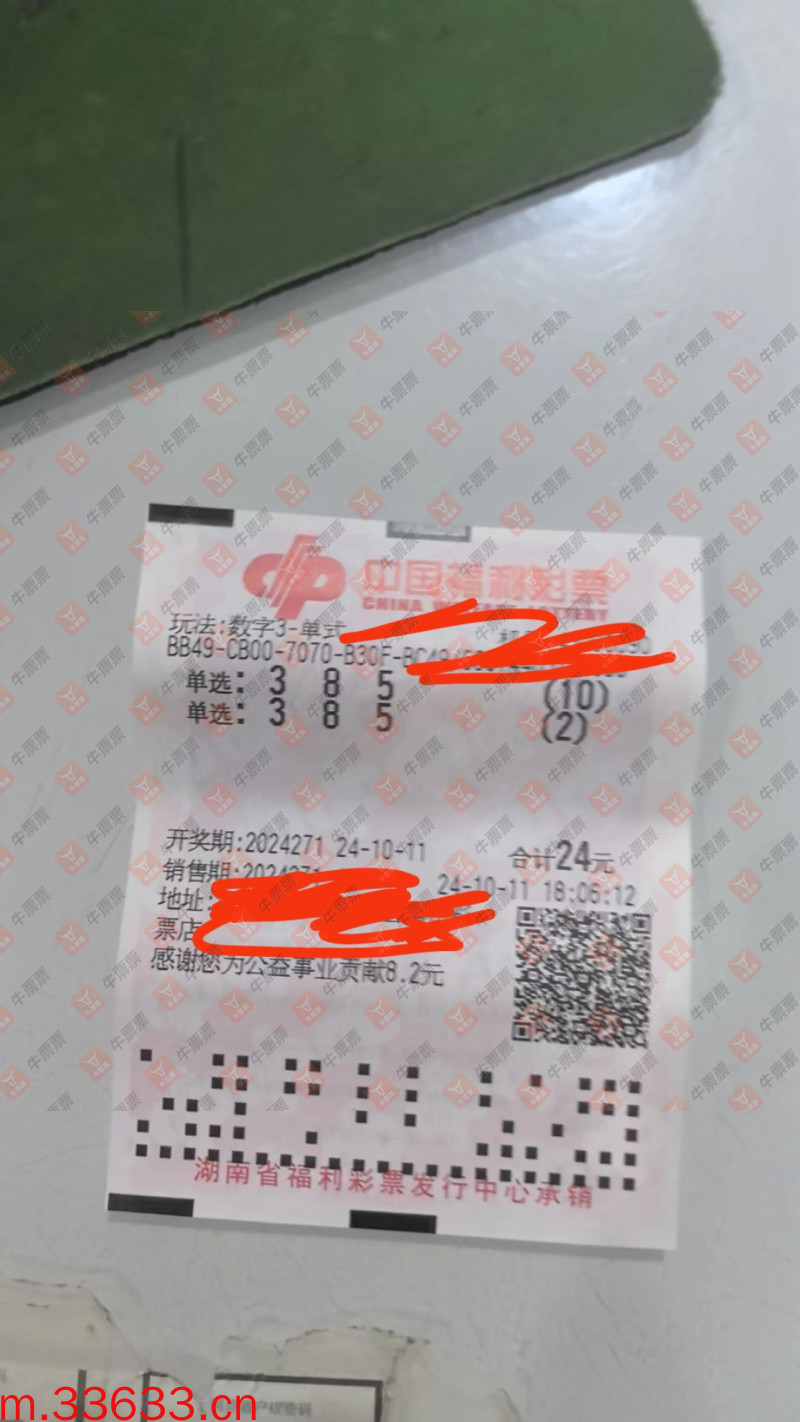 中国福利彩票
CHINA WELFARE LOTTERY
玩法:数字3-单式
BB49-CB00-7070-B30F-BC49
单选: 3 8 5 (10)
单选: 3 8 5 (2)
开奖期:2024271 24-10-11 合计24元
销售期:2024271 24-10-11 18:06:12
地址:
票店
感谢您为公益事业贡献8.2元
湖南省福利彩票发行中心承销
牛票票
m.33633.cn